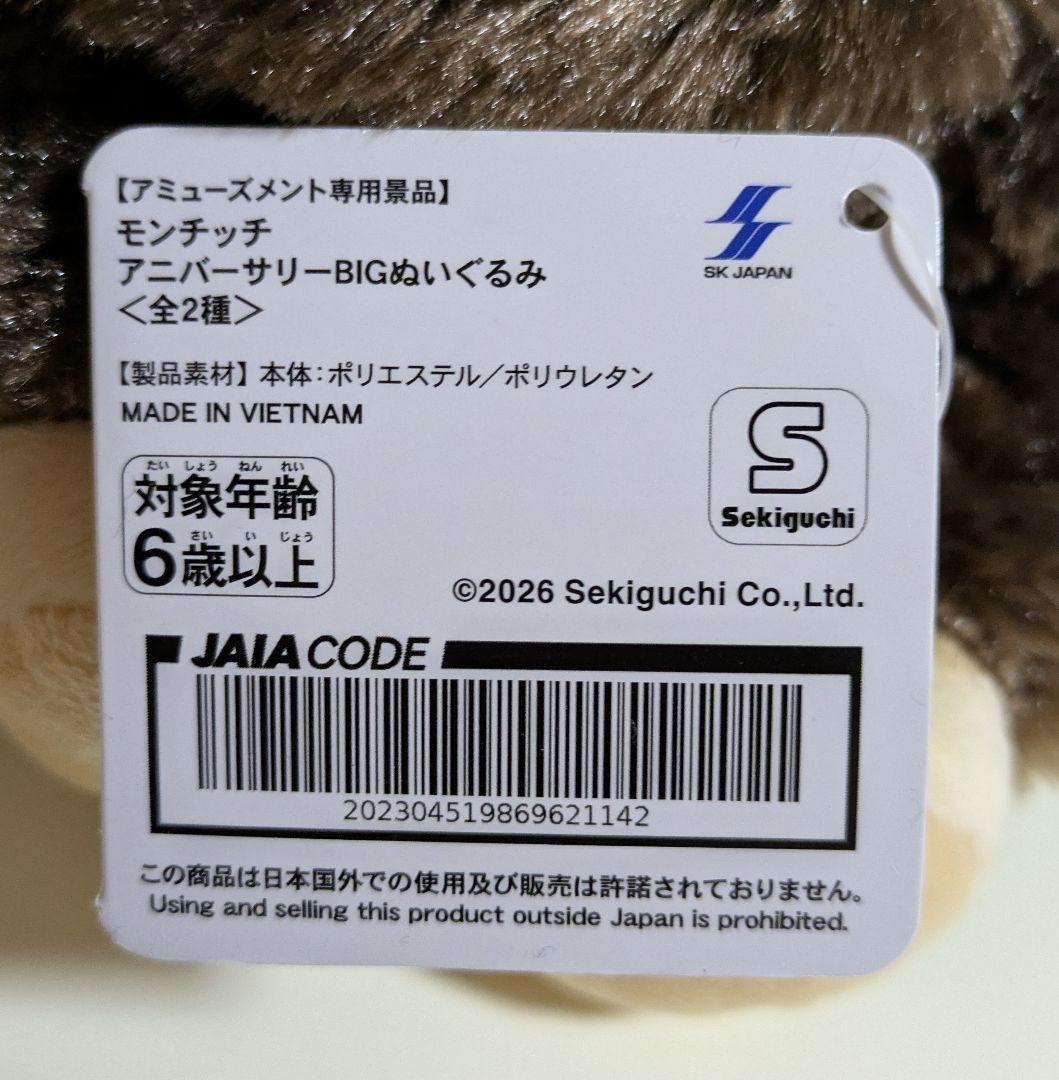 【アミューズメント専用景品】
モンチッチ
アニバーサリーBIGぬいぐるみ
＜全2種＞
SK JAPAN
【製品素材】本体：ポリエステル／ポリウレタン
MADE IN VIETNAM
たい しょう ねん れい
対象年齢
さい い じょう
6歳以上
S
Sekiguchi
©2026 Sekiguchi Co.,Ltd.
JAIA CODE
202304519869621142
この商品は日本国外での使用及び販売は許諾されておりません。
Using and selling this product outside Japan is prohibited.